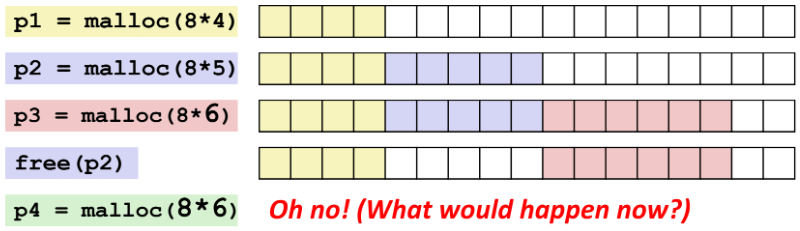 p1 = malloc(8*4)
p2 = malloc(8*5)
p3 = malloc(8*6)
free(p2)
p4 = malloc(8*6) Oh no! (What would happen now?)